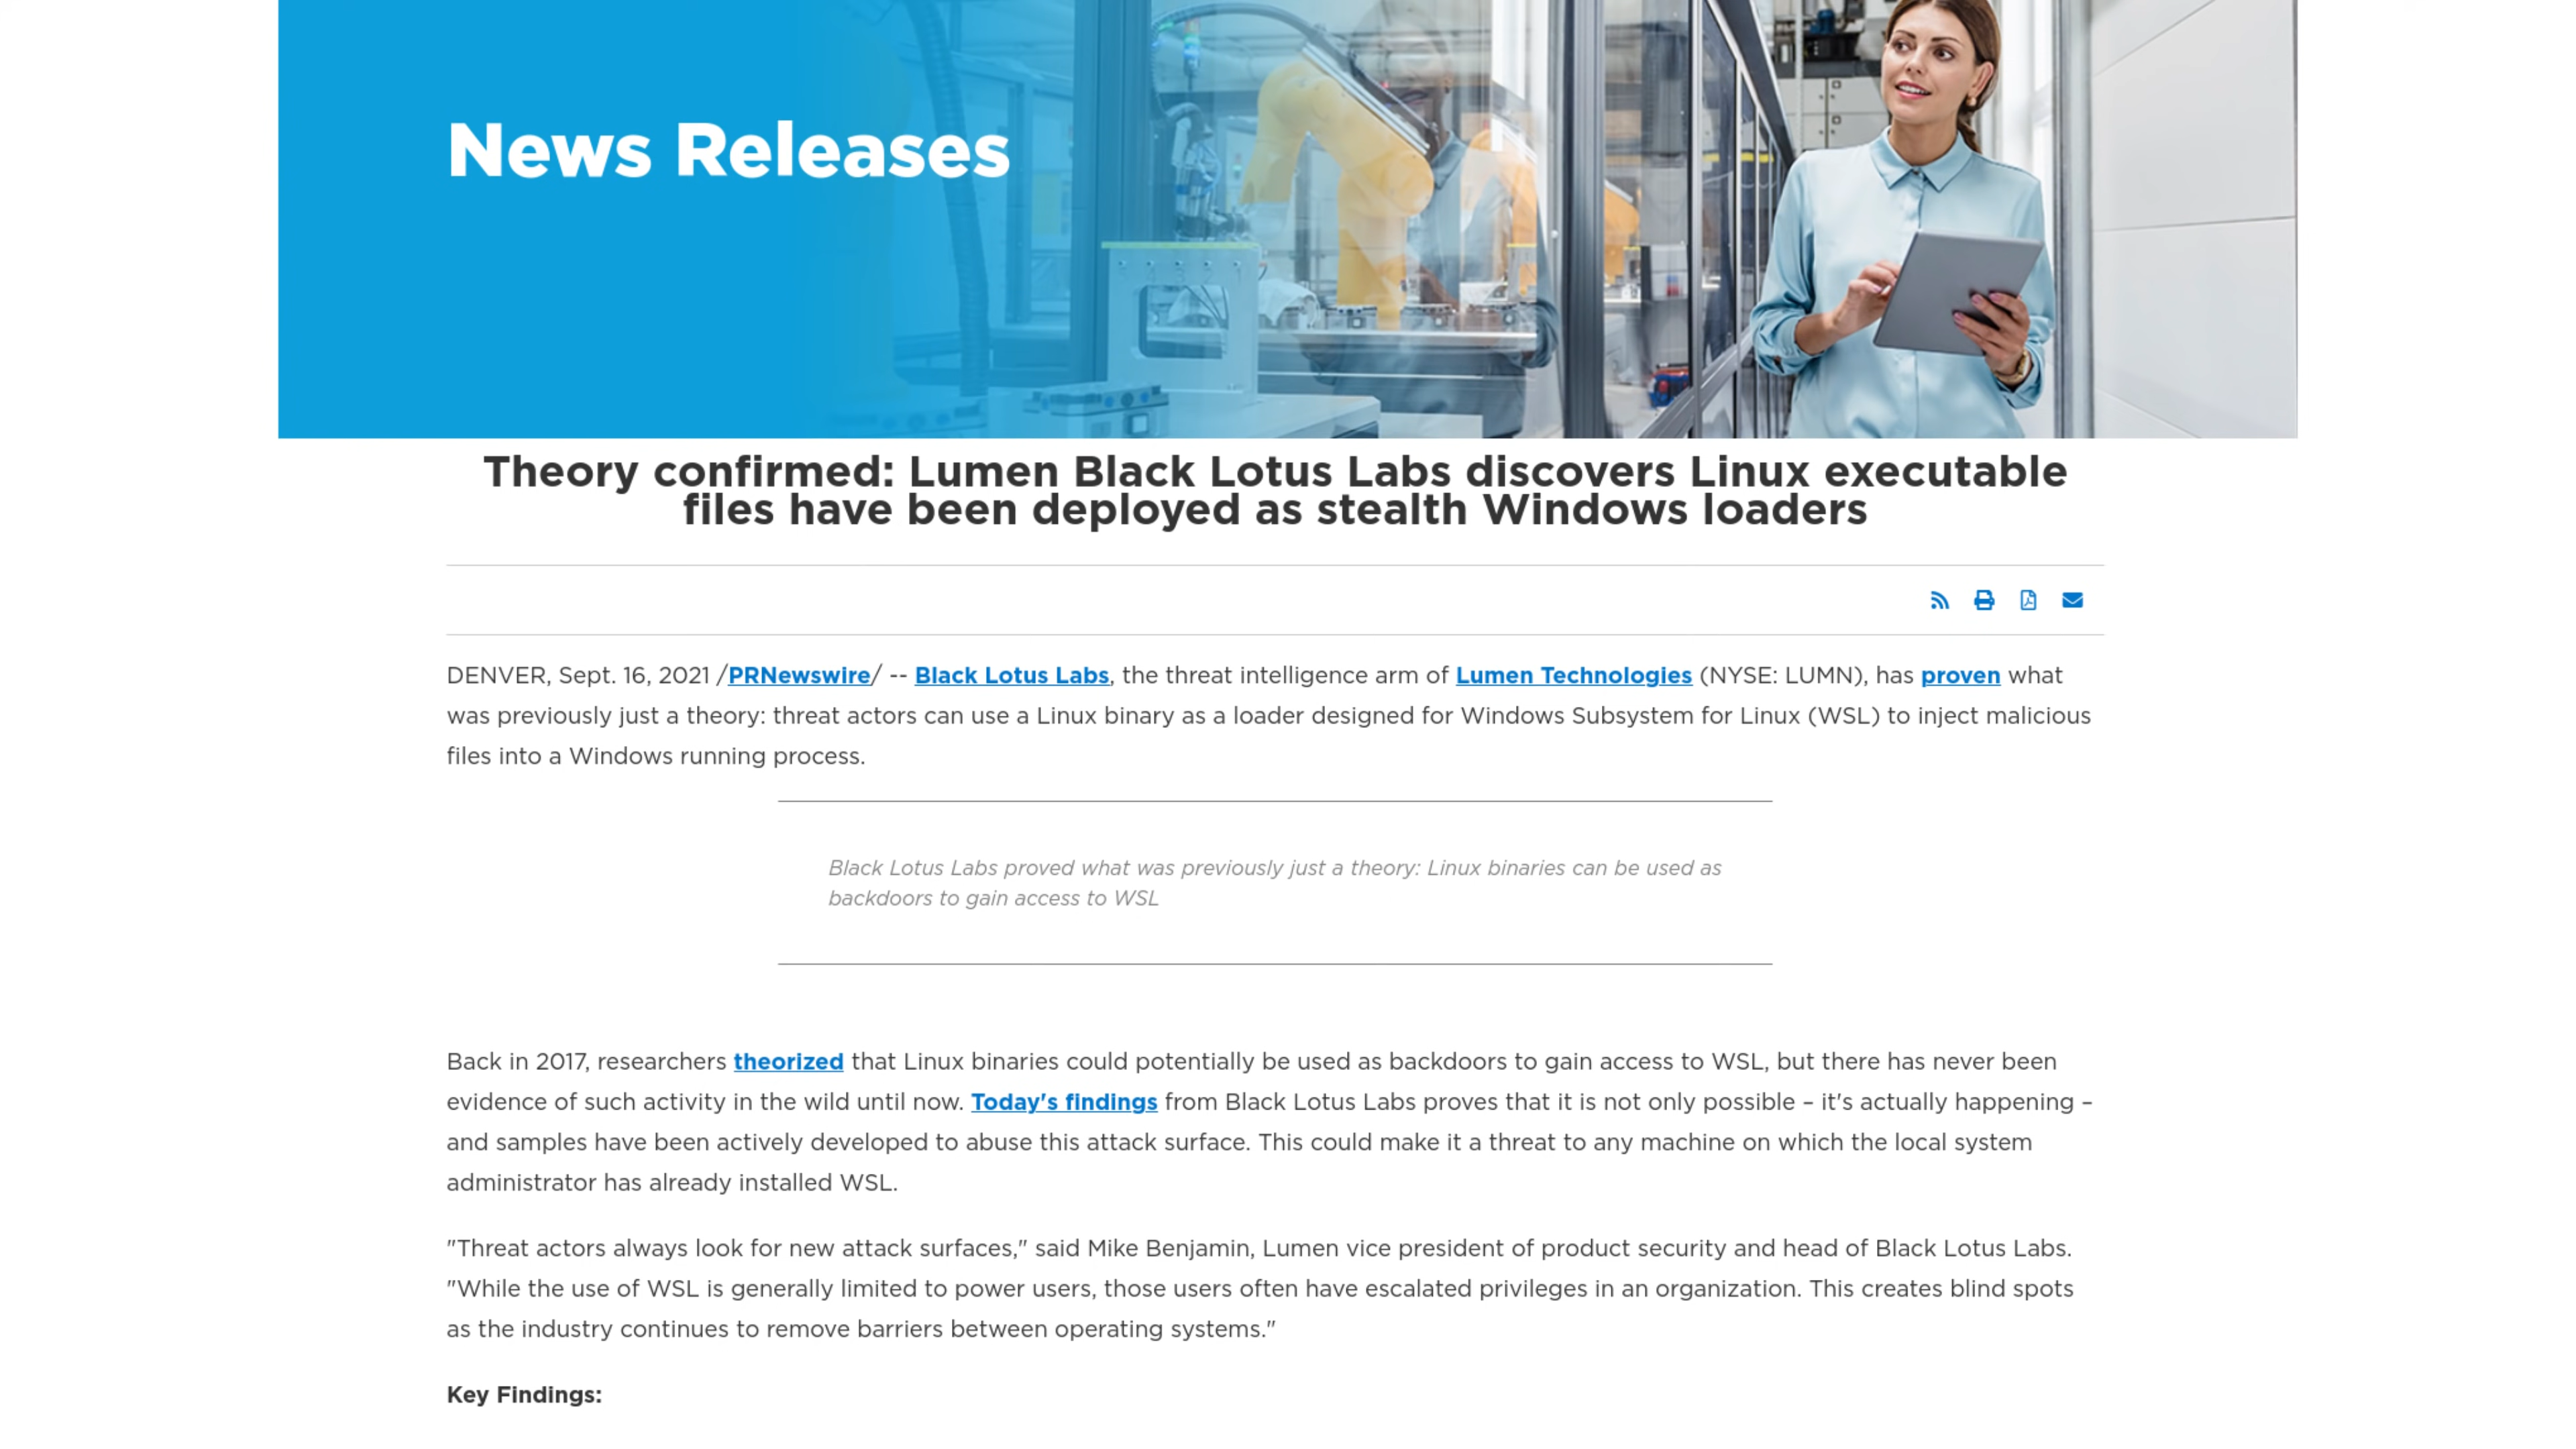 News Releases
Theory confirmed: Lumen Black Lotus Labs discovers Linux executable
files have been deployed as stealth Windows loaders
DENVER, Sept. 16, 2021 /PRNewswire/ -- Black Lotus Labs, the threat intelligence arm of Lumen Technologies (NYSE: LUMN), has proven what
was previously just a theory: threat actors can use a Linux binary as a loader designed for Windows Subsystem for Linux (WSL) to inject malicious
files into a Windows running process.
Black Lotus Labs proved what was previously just a theory: Linux binaries can be used as
backdoors to gain access to WSL
Back in 2017, researchers theorized that Linux binaries could potentially be used as backdoors to gain access to WSL, but there has never been
evidence of such activity in the wild until now. Today's findings from Black Lotus Labs proves that it is not only possible – it's actually happening –
and samples have been actively developed to abuse this attack surface. This could make it a threat to any machine on which the local system
administrator has already installed WSL.
"Threat actors always look for new attack surfaces," said Mike Benjamin, Lumen vice president of product security and head of Black Lotus Labs.
"While the use of WSL is generally limited to power users, those users often have escalated privileges in an organization. This creates blind spots
as the industry continues to remove barriers between operating systems."
Key Findings: